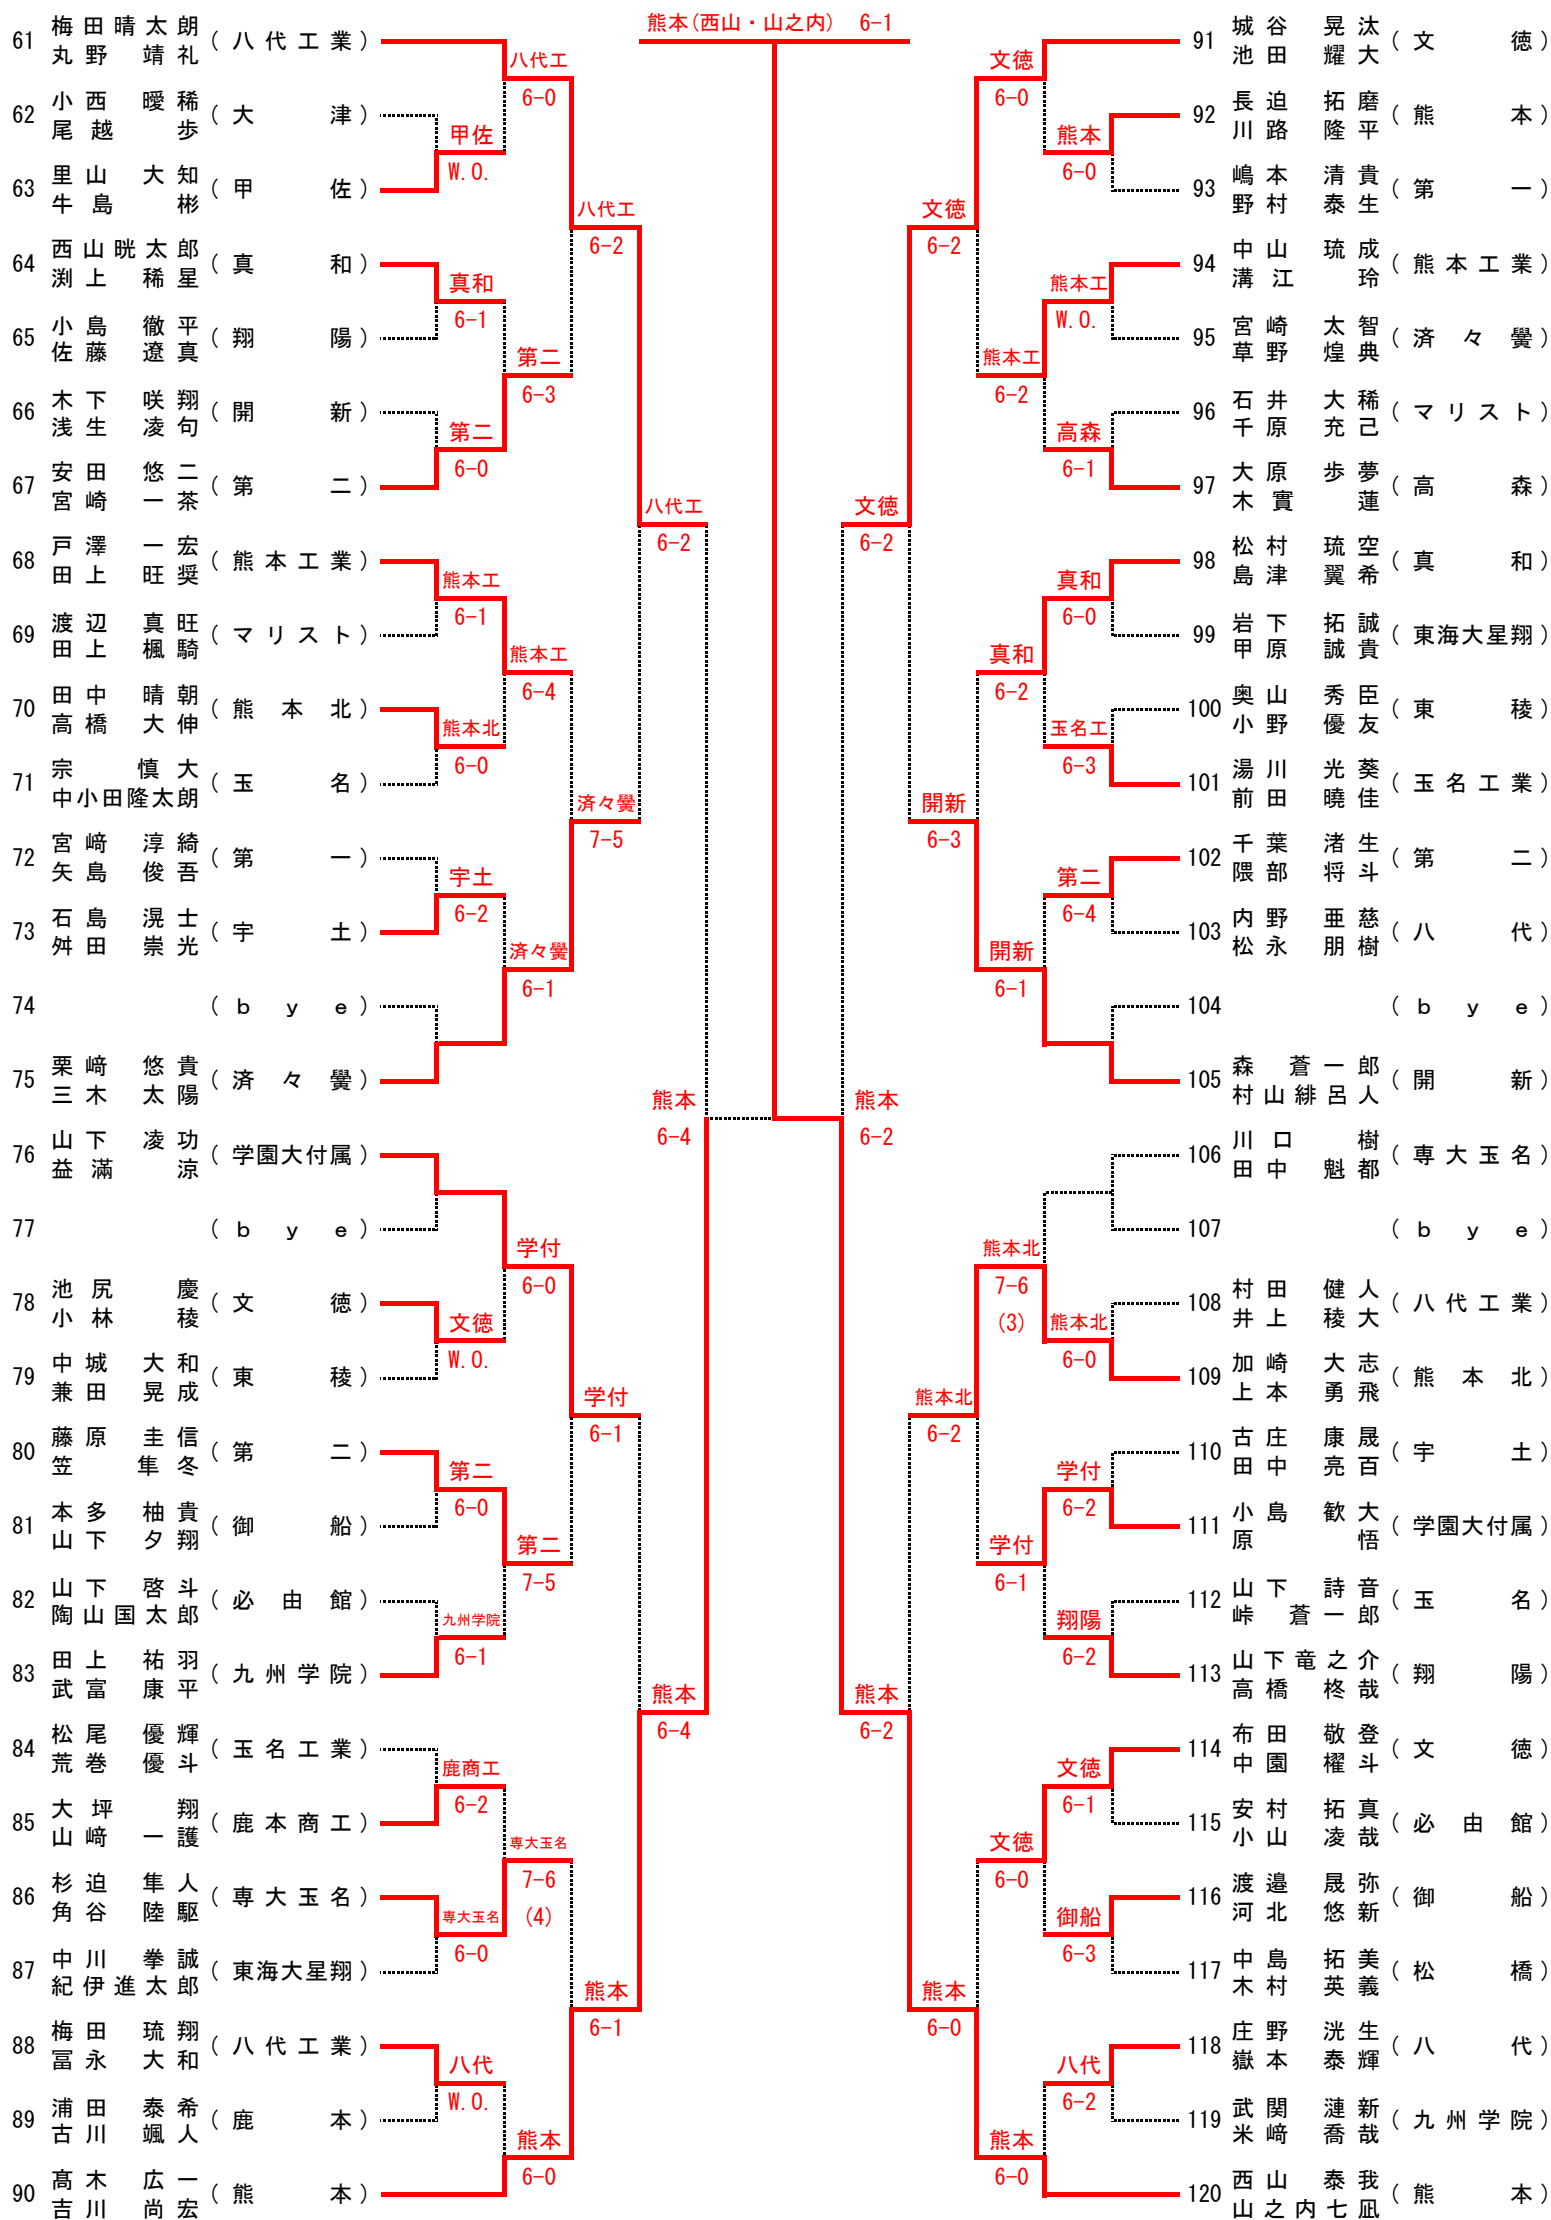 熊本(西山・山之内) 6-1
61 梅田晴太朗 丸野靖礼 (八代工業)
62 小西曖稀 尾越歩 (大津)
63 里山大知 牛島彬 (甲佐)
64 西山晄太郎 渕上稀星 (真和)
65 小島徹平 佐藤遼真 (翔陽)
66 木下咲翔 浅生凌句 (開新)
67 安田悠二 宮崎一茶 (第二)
68 戸澤一宏 田上旺奨 (熊本工業)
69 渡辺真旺 田上楓騎 (マリスト)
70 田中晴朝 高橋大伸 (熊本北)
71 宗慎大 中小田隆太朗 (玉名)
72 宮﨑淳綺 矢島俊吾 (第一)
73 石島滉士 舛田崇光 (宇土)
74 (bye)
75 栗﨑悠貴 三木太陽 (済々黌)
76 山下凌功 益満涼 (学園大付属)
77 (bye)
78 池尻慶 小林稜 (文徳)
79 中城大和 兼田晃成 (東稜)
80 藤原圭信 笠隼冬 (第二)
81 本多柚貴 山下夕翔 (御船)
82 山下啓斗 陶山国太郎 (必由館)
83 田上祐羽 武富康平 (九州学院)
84 松尾優輝 荒巻優斗 (玉名工業)
85 大坪翔 山﨑一護 (鹿本商工)
86 杉迫隼人 角谷陸駆 (専大玉名)
87 中川拳誠 紀伊進太郎 (東海大星翔)
88 梅田琉翔 冨永大和 (八代工業)
89 浦田泰希 古川颯人 (鹿本)
90 髙木広一 吉川尚宏 (熊本)
八代工 6-0
甲佐 W.O.
八代工 6-2
真和 6-1
第二 6-3
第二 6-0
八代工 6-2
熊本工 6-1
熊本工 6-4
熊本北 6-0
済々黌 7-5
宇土 6-2
済々黌 6-1
熊本 6-4
学付 6-0
文徳 W.O.
学付 6-1
第二 6-0
第二 7-5
九州学院 6-1
熊本 6-4
鹿商工 6-2
専大玉名 7-6 (4)
専大玉名 6-0
熊本 6-1
八代 W.O.
熊本 6-0
文徳 6-0
熊本 6-0
文徳 6-2
熊本工 W.O.
熊本工 6-2
高森 6-1
文徳 6-2
真和 6-0
真和 6-2
玉名工 6-3
開新 6-3
第二 6-4
開新 6-1
熊本 6-2
熊本北 7-6 (3)
熊本北 6-0
熊本北 6-2
学付 6-2
学付 6-1
翔陽 6-2
熊本 6-2
文徳 6-1
文徳 6-0
御船 6-3
熊本 6-0
八代 6-2
熊本 6-0
91 城谷晃汰 池田耀大 (文徳)
92 長迫拓磨 川路隆平 (熊本)
93 嶋本清貴 野村泰生 (第一)
94 中山琉成 溝江玲 (熊本工業)
95 宮崎太智 草野煌典 (済々黌)
96 石井大稀 千原充己 (マリスト)
97 大原歩夢 木實蓮 (高森)
98 松村琉空 島津翼希 (真和)
99 岩下拓誠 甲原誠貴 (東海大星翔)
100 奥山秀臣 小野優友 (東稜)
101 湯川光葵 前田曉佳 (玉名工業)
102 千葉渚生 隈部将斗 (第二)
103 内野亜慈 松永朋樹 (八代)
104 (bye)
105 森蒼一郎 村山緋呂人 (開新)
106 川口樹 田中魁都 (専大玉名)
107 (bye)
108 村田健人 井上稜大 (八代工業)
109 加崎大志 上本勇飛 (熊本北)
110 古庄康晟 田中亮百 (宇土)
111 小島歓大 原悟 (学園大付属)
112 山下詩音 峠蒼一郎 (玉名)
113 山下竜之介 高橋柊哉 (翔陽)
114 布田敬登 中園櫂斗 (文徳)
115 安村拓真 小山凌哉 (必由館)
116 渡邉晟弥 河北悠新 (御船)
117 中島拓美 木村英義 (松橋)
118 庄野洸生 嶽本泰輝 (八代)
119 武関漣新 米﨑喬哉 (九州学院)
120 西山泰我 山之内七凪 (熊本)